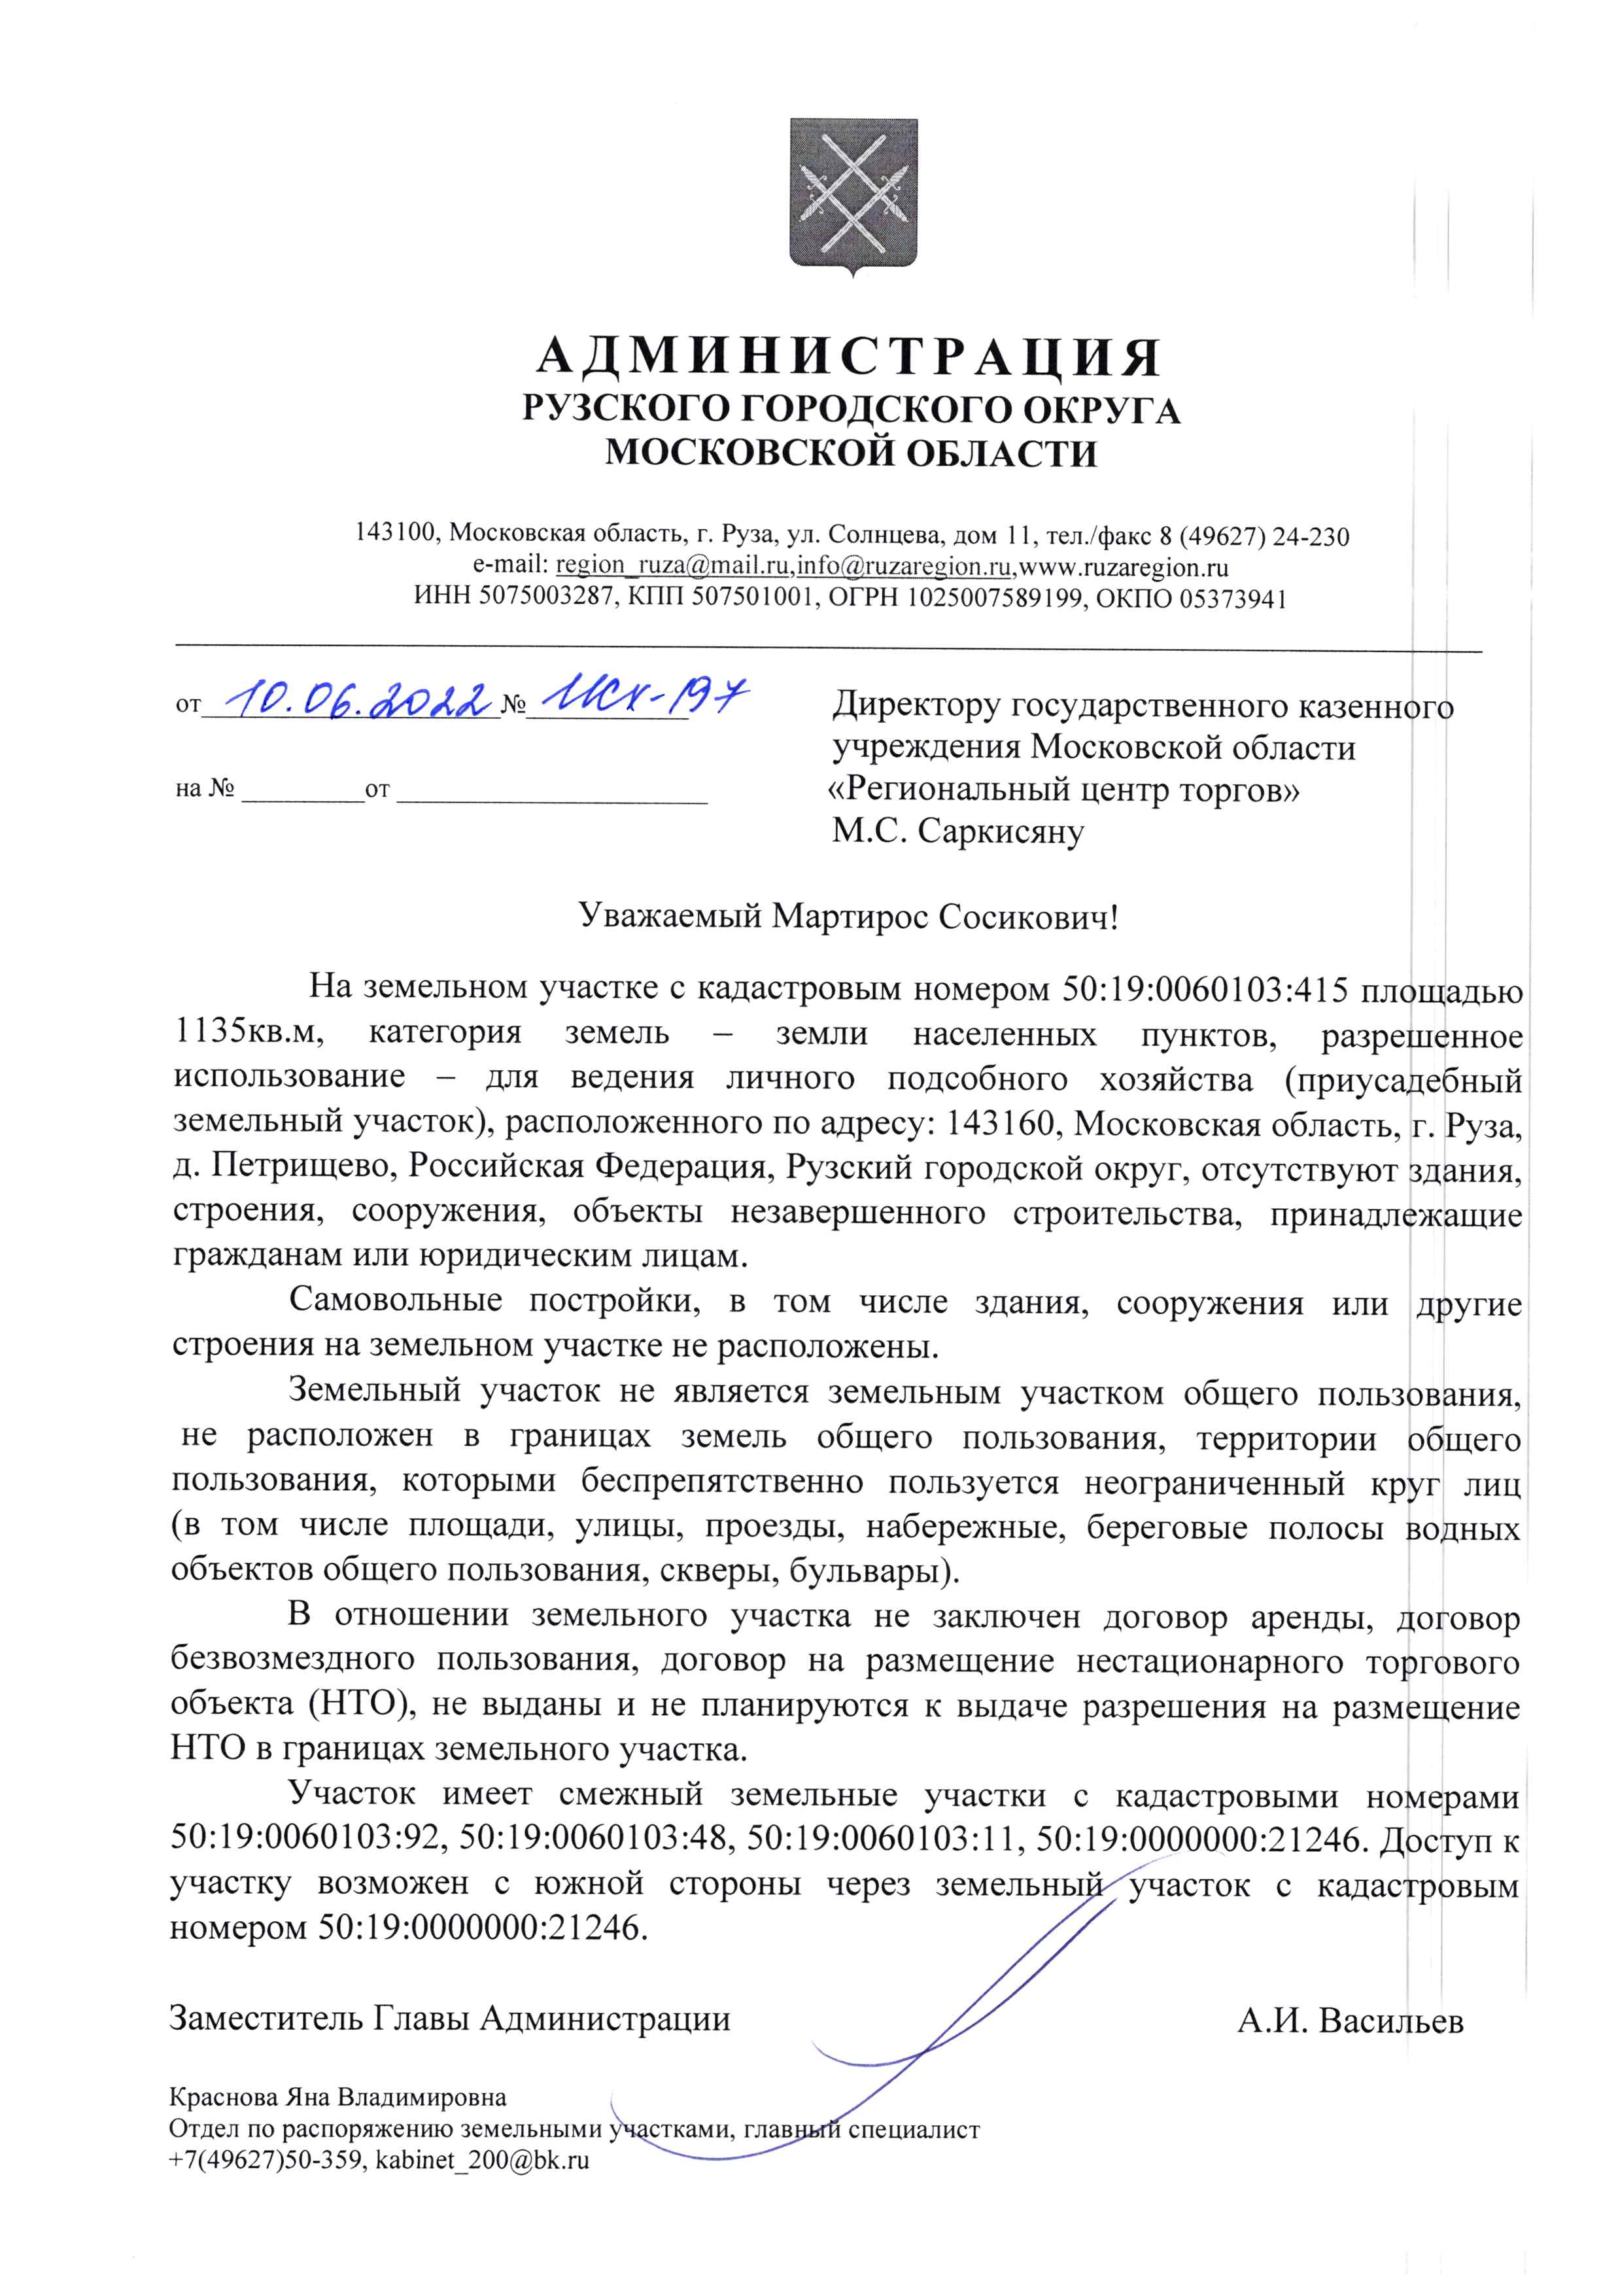 АДМИНИСТРАЦИЯ
РУЗСКОГО ГОРОДСКОГО ОКРУГА
МОСКОВСКОЙ ОБЛАСТИ
143100, Московская область, г. Руза, ул. Солнцева, дом 11, тел./факс 8 (49627) 24-230
e-mail: region_ruza@mail.ru,info@ruzaregion.ru,www.ruzaregion.ru
ИНН 5075003287, КПП 507501001, ОГРН 1025007589199, ОКПО 05373941
от 10.06.2022 № Исх-197
на № _________от ______________________
Директору государственного казенного
учреждения Московской области
«Региональный центр торгов»
М.С. Саркисяну
Уважаемый Мартирос Сосикович!
На земельном участке с кадастровым номером 50:19:0060103:415 площадью
1135кв.м, категория земель – земли населенных пунктов, разрешенное
использование – для ведения личного подсобного хозяйства (приусадебный
земельный участок), расположенного по адресу: 143160, Московская область, г. Руза,
д. Петрищево, Российская Федерация, Рузский городской округ, отсутствуют здания,
строения, сооружения, объекты незавершенного строительства, принадлежащие
гражданам или юридическим лицам.
Самовольные постройки, в том числе здания, сооружения или другие
строения на земельном участке не расположены.
Земельный участок не является земельным участком общего пользования,
не расположен в границах земель общего пользования, территории общего
пользования, которыми беспрепятственно пользуется неограниченный круг лиц
(в том числе площади, улицы, проезды, набережные, береговые полосы водных
объектов общего пользования, скверы, бульвары).
В отношении земельного участка не заключен договор аренды, договор
безвозмездного пользования, договор на размещение нестационарного торгового
объекта (НТО), не выданы и не планируются к выдаче разрешения на размещение
НТО в границах земельного участка.
Участок имеет смежный земельные участки с кадастровыми номерами
50:19:0060103:92, 50:19:0060103:48, 50:19:0060103:11, 50:19:0000000:21246. Доступ к
участку возможен с южной стороны через земельный участок с кадастровым
номером 50:19:0000000:21246.
Заместитель Главы Администрации А.И. Васильев
Краснова Яна Владимировна
Отдел по распоряжению земельными участками, главный специалист
+7(49627)50-359, kabinet_200@bk.ru